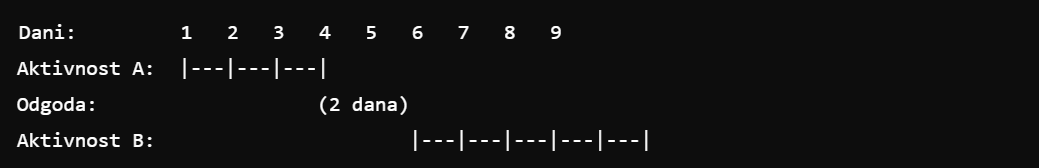 Dani:         1   2   3   4   5   6   7   8   9
Aktivnost A:  |---|---|---|
Odgoda:                   (2 dana)
Aktivnost B:                      |---|---|---|---|---|